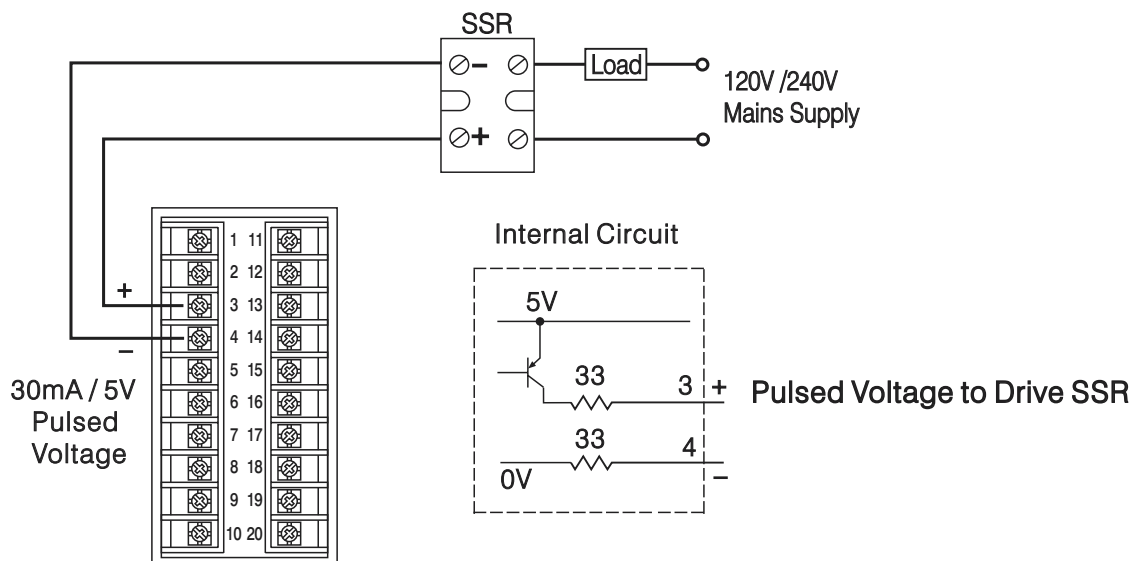 SSR
−
Load
120V /240V
Mains Supply
+
1 11
2 12
+
3 13
4 14
−
5 15
6 16
7 17
8 18
9 19
10 20
30mA / 5V
Pulsed
Voltage
Internal Circuit
5V
33
3
+
Pulsed Voltage to Drive SSR
33
4
0V
−